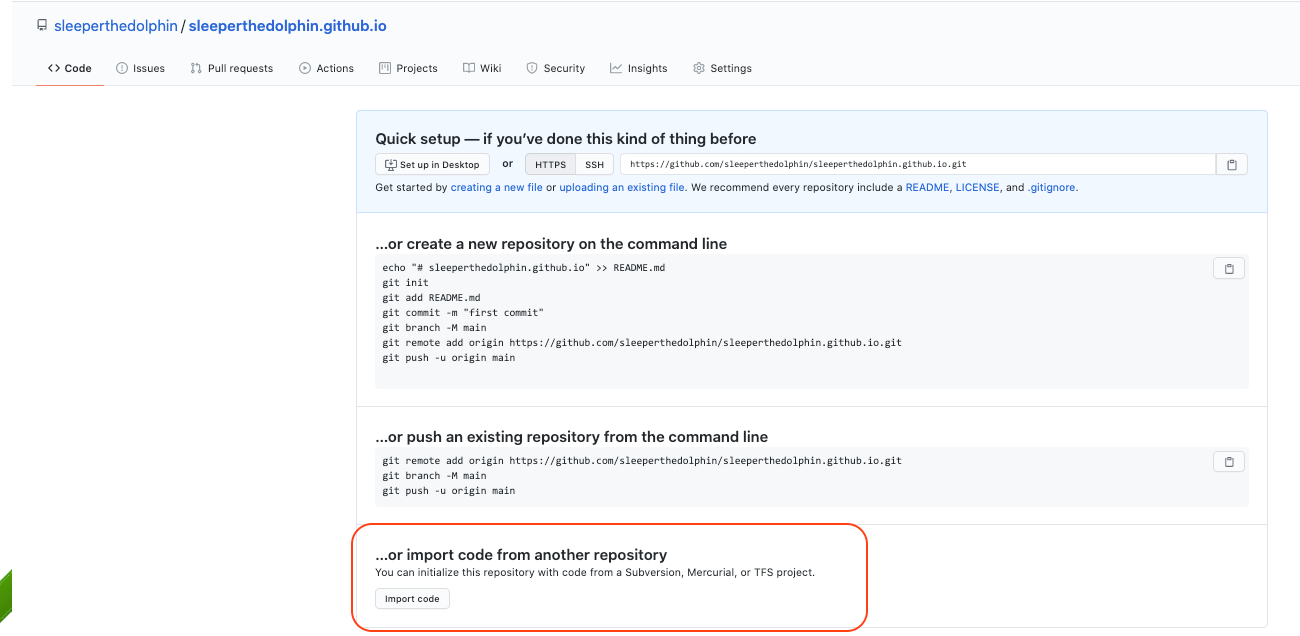 sleeperthedolphin / sleeperthedolphin.github.io
Code Issues Pull requests Actions Projects Wiki Security Insights Settings
Quick setup — if you’ve done this kind of thing before
Set up in Desktop or HTTPS SSH https://github.com/sleeperthedolphin/sleeperthedolphin.github.io.git
Get started by creating a new file or uploading an existing file. We recommend every repository include a README, LICENSE, and .gitignore.
...or create a new repository on the command line
echo "# sleeperthedolphin.github.io" >> README.md
git init
git add README.md
git commit -m "first commit"
git branch -M main
git remote add origin https://github.com/sleeperthedolphin/sleeperthedolphin.github.io.git
git push -u origin main
...or push an existing repository from the command line
git remote add origin https://github.com/sleeperthedolphin/sleeperthedolphin.github.io.git
git branch -M main
git push -u origin main
...or import code from another repository
You can initialize this repository with code from a Subversion, Mercurial, or TFS project.
Import code